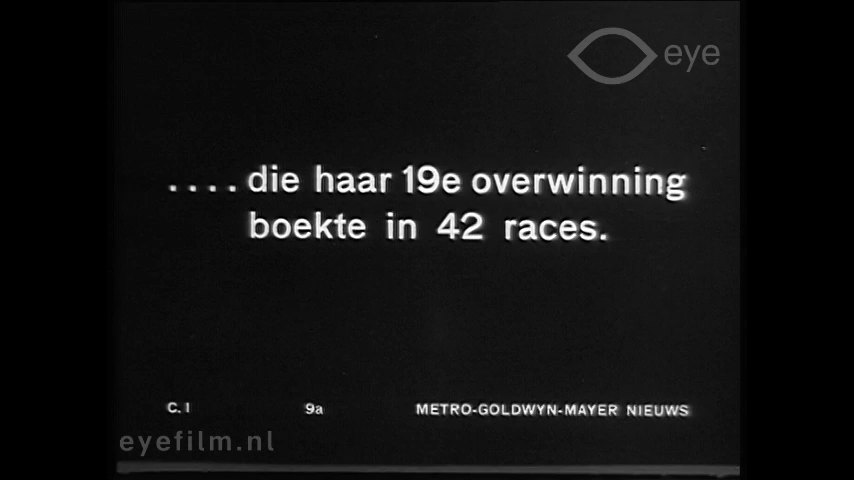 eye
.... die haar 19e overwinning
boekte in 42 races.
C. I 9a METRO-GOLDWYN-MAYER NIEUWS
eyefilm.nl